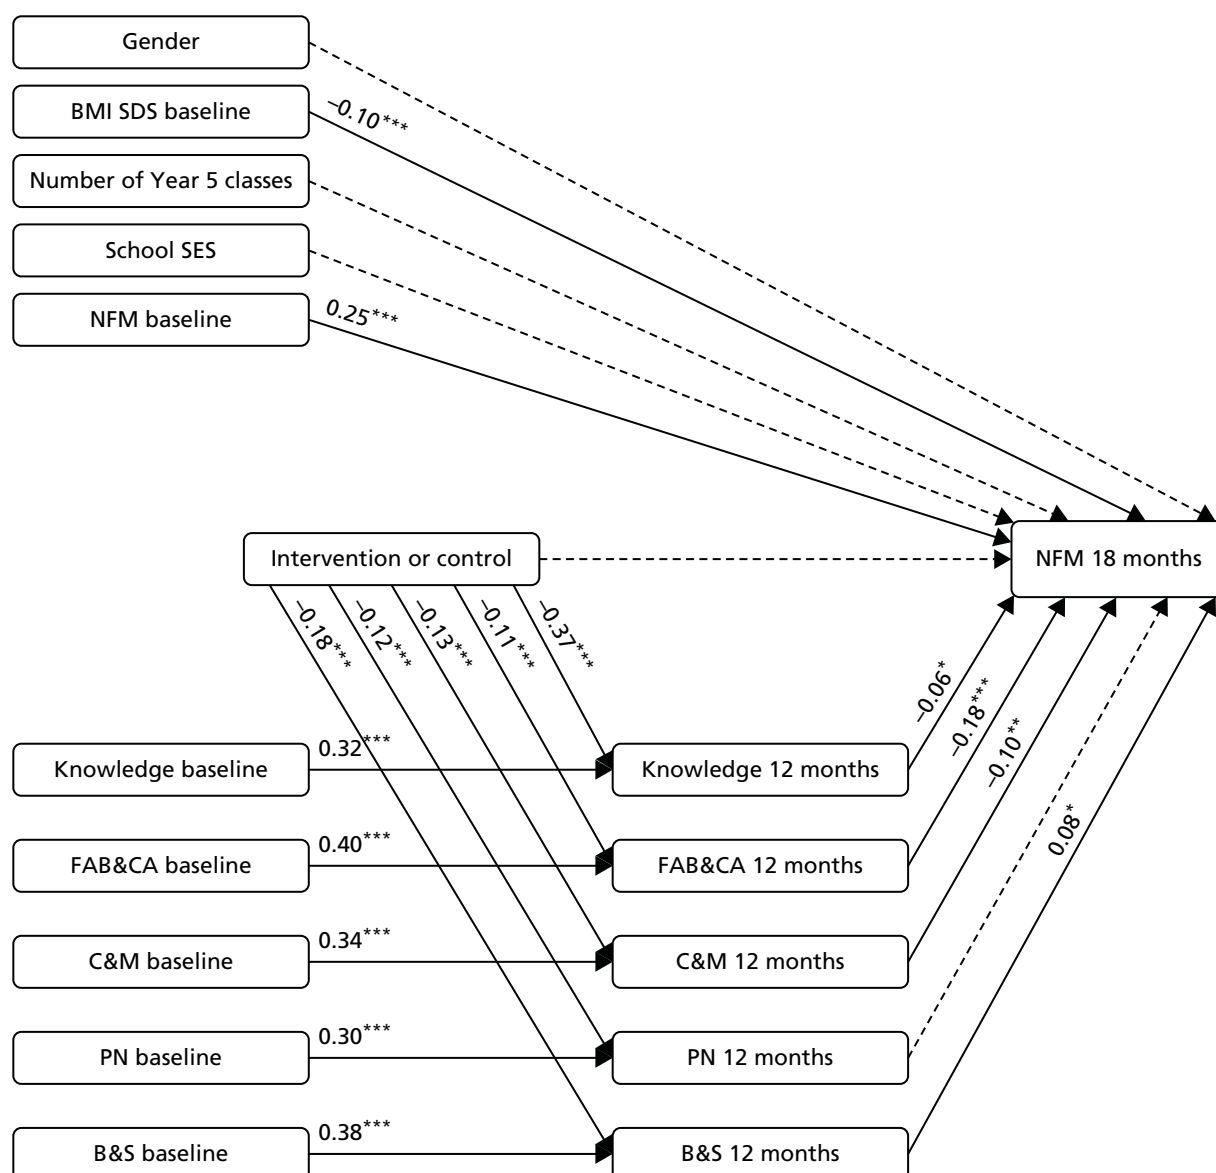 Gender
BMI SDS baseline
–0.10***
Number of Year 5 classes
School SES
NFM baseline
0.25***
Intervention or control
NFM 18 months
–0.18***
–0.12***
–0.13***
–0.11***
–0.37***
–0.06*
–0.18***
–0.10**
0.08*
Knowledge baseline
0.32***
Knowledge 12 months
FAB&CA baseline
0.40***
FAB&CA 12 months
C&M baseline
0.34***
C&M 12 months
PN baseline
0.30***
PN 12 months
B&S baseline
0.38***
B&S 12 months